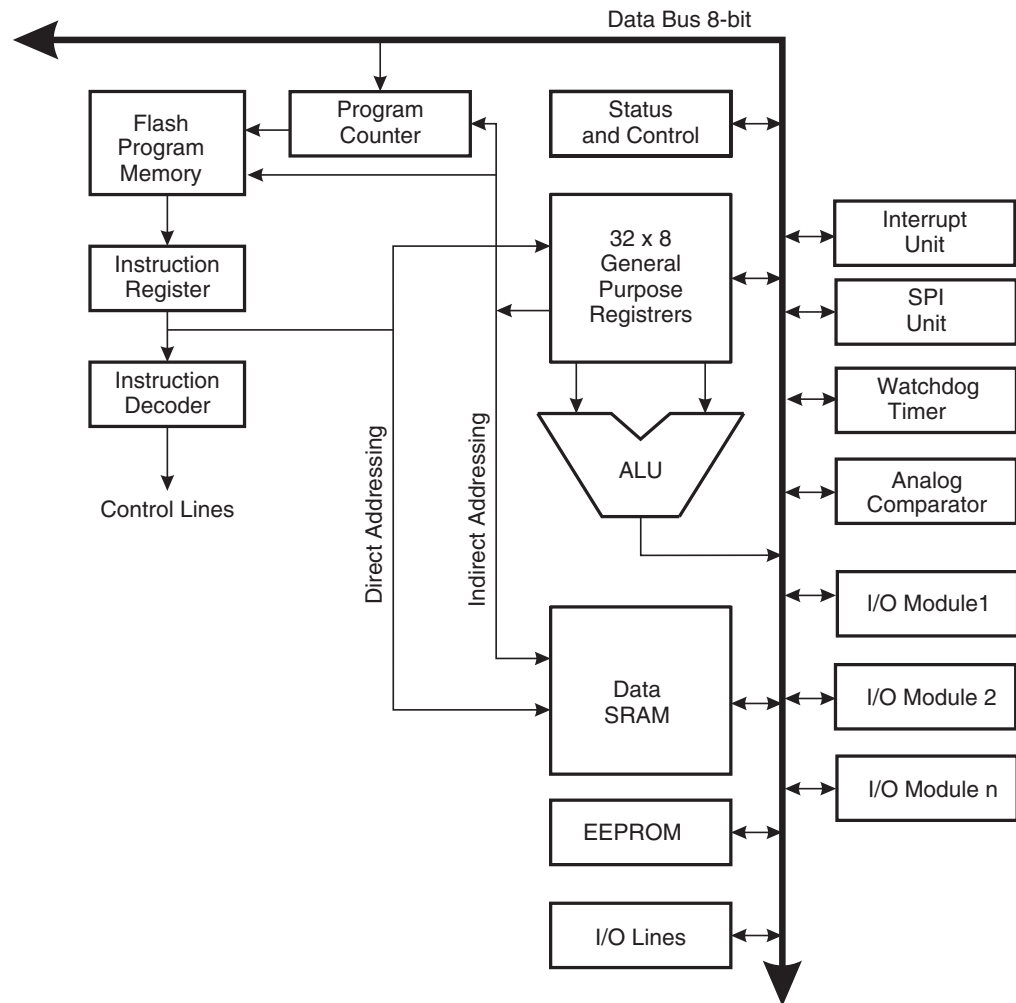 Data Bus 8-bit
Flash
Program
Memory
Program
Counter
Status
and Control
Interrupt
Unit
32 x 8
General
Purpose
Registrers
Instruction
Register
SPI
Unit
Instruction
Decoder
Watchdog
Timer
ALU
Analog
Comparator
Control Lines
Direct Addressing
Indirect Addressing
I/O Module1
Data
SRAM
I/O Module 2
I/O Module n
EEPROM
I/O Lines